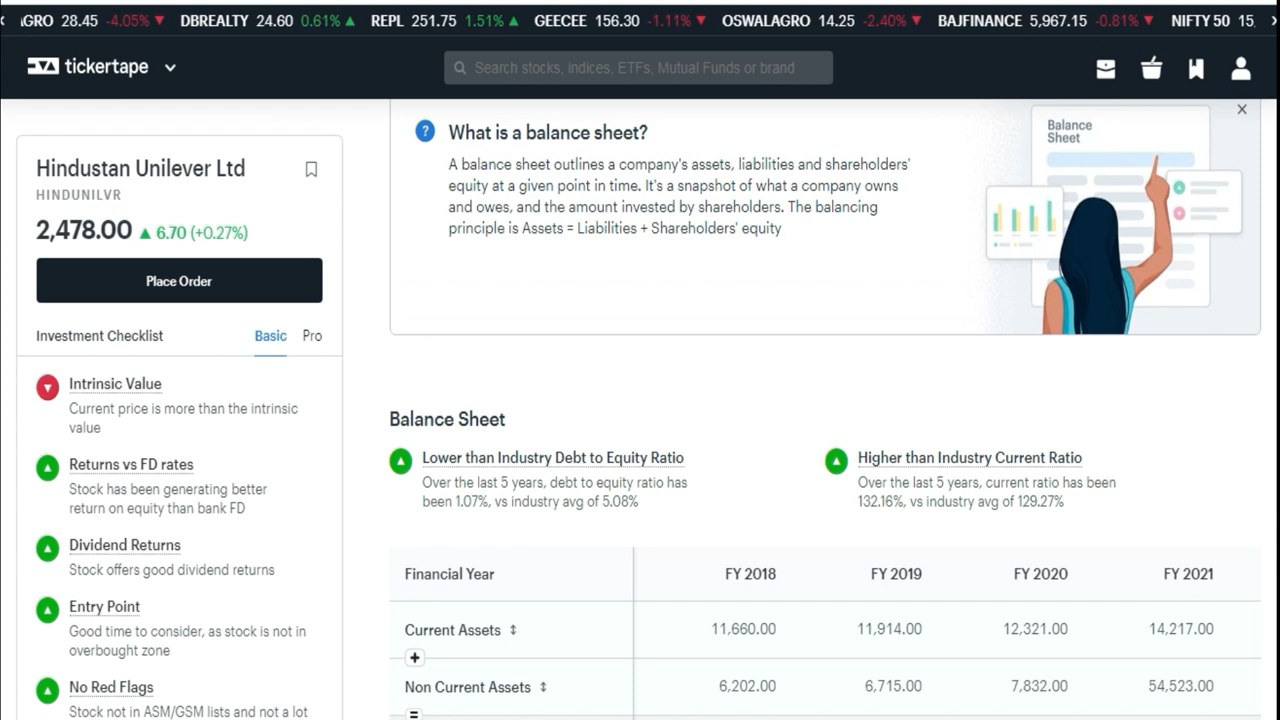 AGRO 28.45 -4.05% ▼ DBREALTY 24.60 0.61% ▲ REPL 251.75 1.51% ▲ GEECEE 156.30 -1.11% ▼ OSWALAGRO 14.25 -2.40% ▼ BAJFINANCE 5,967.15 -0.81% ▼ NIFTY 50 15,
tickertape
Search stocks, indices, ETFs, Mutual Funds or brand
Hindustan Unilever Ltd
HINDUNILVR
2,478.00 ▲ 6.70 (+0.27%)
Place Order
Investment Checklist Basic Pro
Intrinsic Value
Current price is more than the intrinsic
value
Returns vs FD rates
Stock has been generating better
return on equity than bank FD
Dividend Returns
Stock offers good dividend returns
Entry Point
Good time to consider, as stock is not in
overbought zone
No Red Flags
Stock not in ASM/GSM lists and not a lot
? What is a balance sheet?
A balance sheet outlines a company's assets, liabilities and shareholders'
equity at a given point in time. It's a snapshot of what a company owns
and owes, and the amount invested by shareholders. The balancing
principle is Assets = Liabilities + Shareholders' equity
Balance
Sheet
Balance Sheet
Lower than Industry Debt to Equity Ratio
Over the last 5 years, debt to equity ratio has
been 1.07%, vs industry avg of 5.08%
Higher than Industry Current Ratio
Over the last 5 years, current ratio has been
132.16%, vs industry avg of 129.27%
Financial Year FY 2018 FY 2019 FY 2020 FY 2021
Current Assets 11,660.00 11,914.00 12,321.00 14,217.00
Non Current Assets 6,202.00 6,715.00 7,832.00 54,523.00